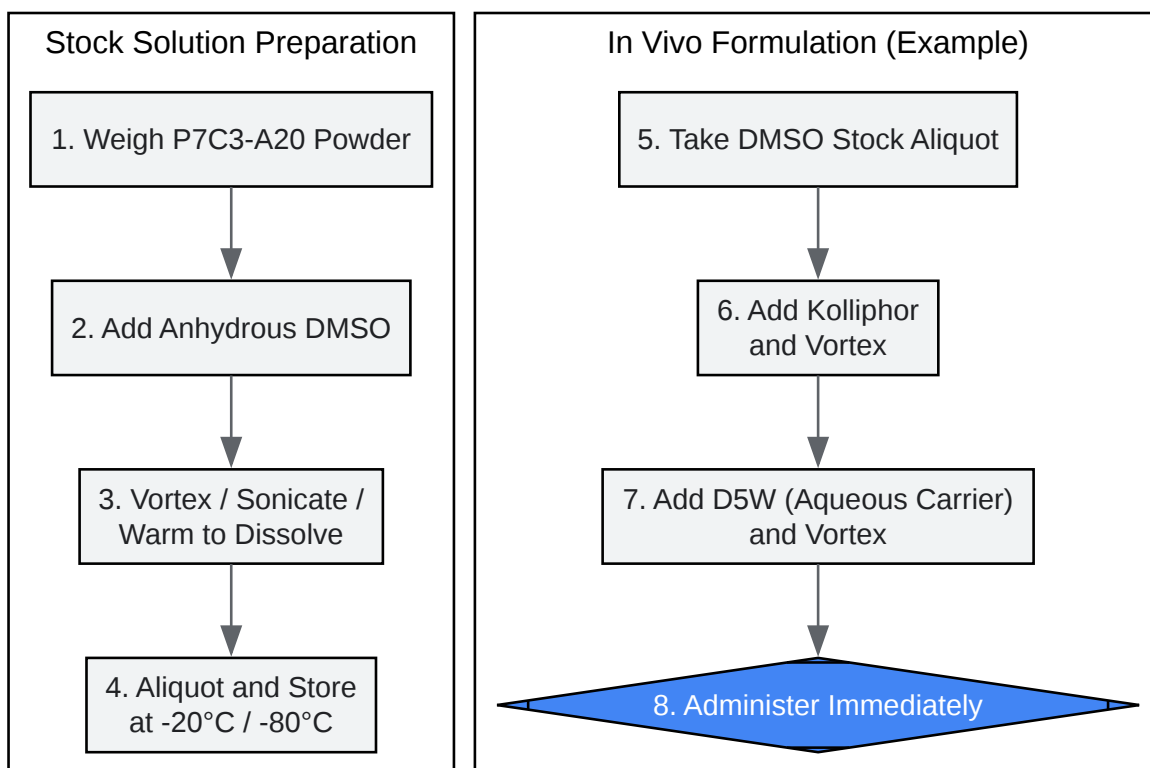 Stock Solution Preparation
1. Weigh P7C3-A20 Powder
2. Add Anhydrous DMSO
3. Vortex / Sonicate /
Warm to Dissolve
4. Aliquot and Store
at -20°C / -80°C
In Vivo Formulation (Example)
5. Take DMSO Stock Aliquot
6. Add Kolliphor
and Vortex
7. Add D5W (Aqueous Carrier)
and Vortex
8. Administer Immediately